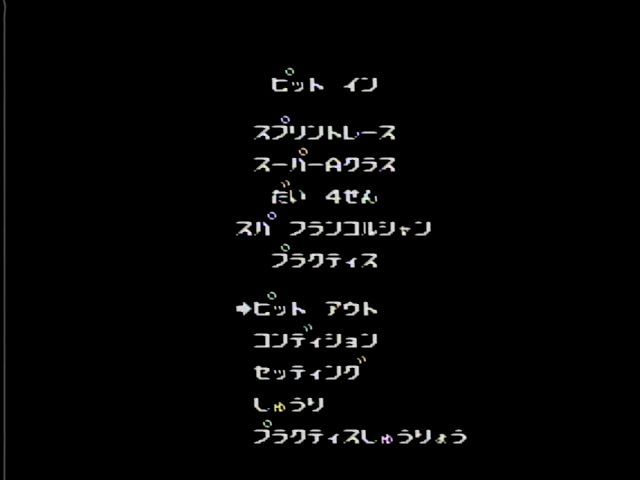 ピット イン
スプリントレース
スーパーAクラス
だい 4せん
スパ フランコルシャン
プラクティス
➡ピット アウト
コンディション
セッティング
しゅうり
プラクティスしゅうりょう